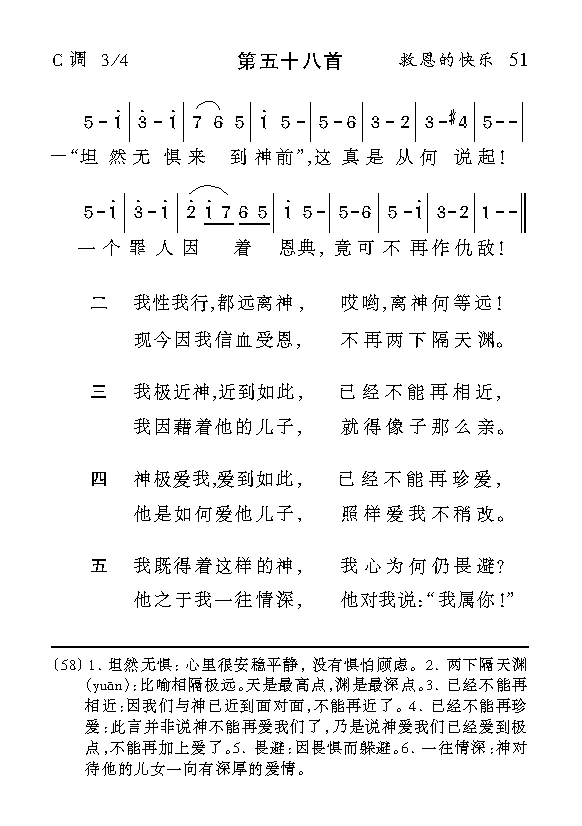 C 调 3/4 第五十八首 救恩的快乐 51
5 - i̇ | 3̇ - i̇ | 7 6 5 | i̇ 5 - | 5 - 6 | 3 - 2 | 3 - #4 | 5 - - |
一“坦然无惧来 到神前”,这真是从何说起!
5 - i̇ | 3̇ - i̇ | 2̇ i̇ 7 6 5 | i̇ 5 - | 5 - 6 | 5 - i̇ | 3 - 2 | 1 - - ‖
一个罪人因 着 恩典,竟可不再作仇敌!
二 我性我行,都远离神, 哎哟,离神何等远!
现今因我信血受恩, 不再两下隔天渊。
三 我极近神,近到如此, 已经不能再相近,
我因藉着他的儿子, 就得像子那么亲。
四 神极爱我,爱到如此, 已经不能再珍爱,
他是如何爱他儿子, 照样爱我不稍改。
五 我既得着这样的神, 我心为何仍畏避?
他之于我一往情深, 他对我说:“我属你!”
〔58〕1. 坦然无惧: 心里很安稳平静, 没有惧怕顾虑。2. 两下隔天渊
(yuān):比喻相隔极远。天是最高点,渊是最深点。3. 已经不能再
相近:因我们与神已近到面对面,不能再近了。4. 已经不能再珍
爱:此言并非说神不能再爱我们了,乃是说神爱我们已经爱到极
点,不能再加上爱了。5. 畏避:因畏惧而躲避。6. 一往情深:神对
待他的儿女一向有深厚的爱情。